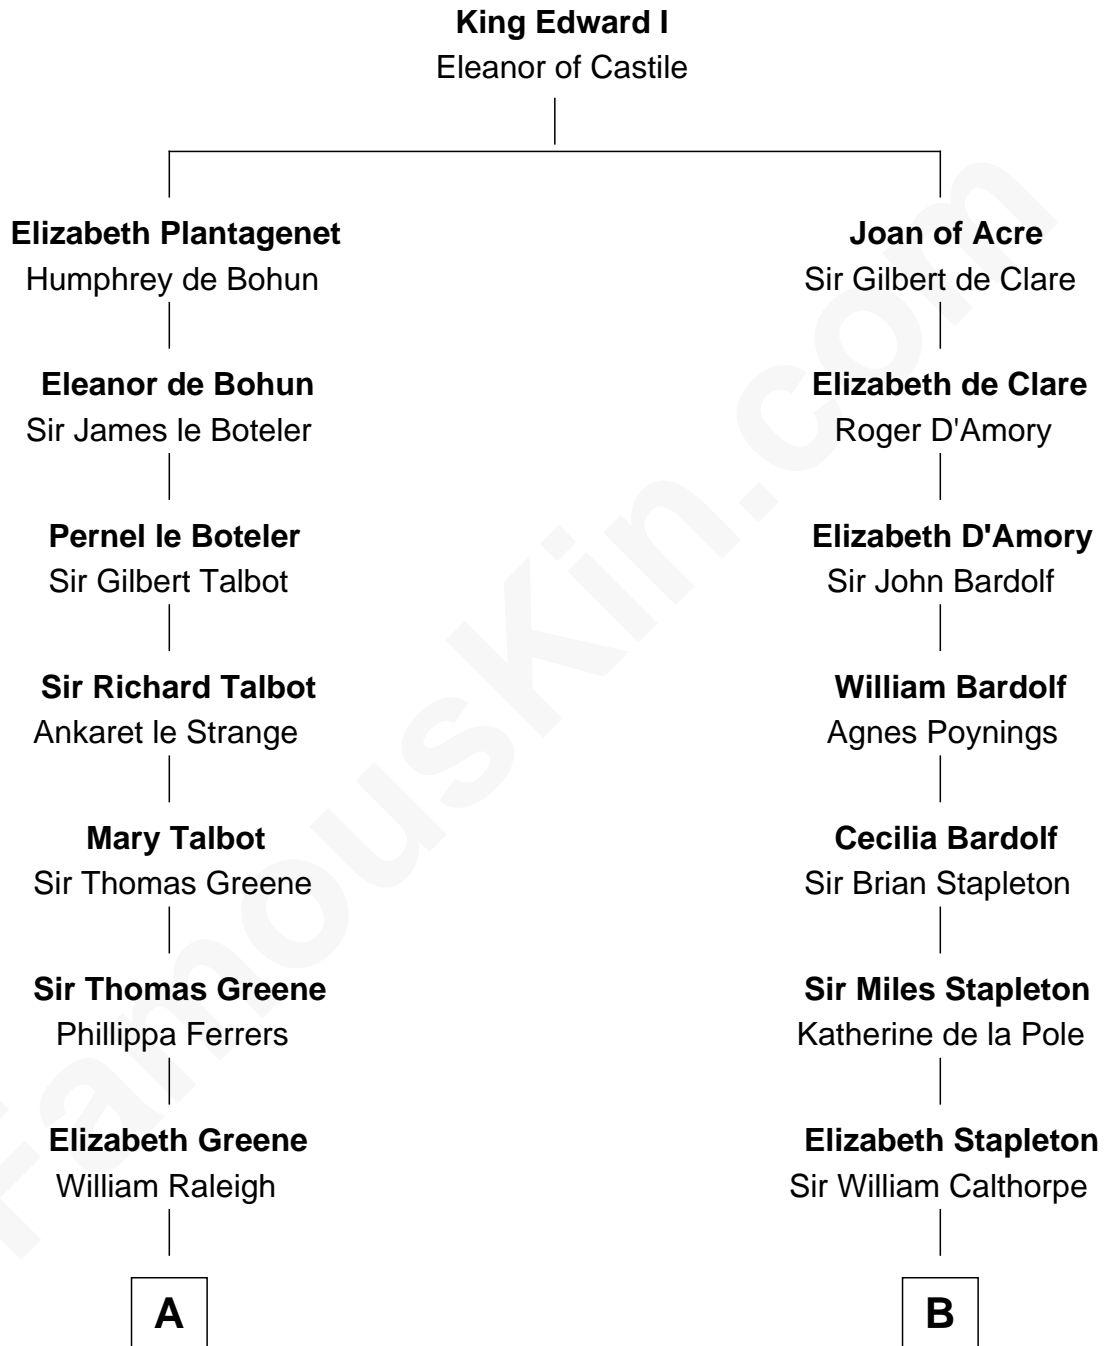 King Edward I
Eleanor of Castile
Elizabeth Plantagenet
Humphrey de Bohun
Eleanor de Bohun
Sir James le Boteler
Pernel le Boteler
Sir Gilbert Talbot
Sir Richard Talbot
Ankaret le Strange
Mary Talbot
Sir Thomas Greene
Sir Thomas Greene
Phillippa Ferrers
Elizabeth Greene
William Raleigh
A
Joan of Acre
Sir Gilbert de Clare
Elizabeth de Clare
Roger D'Amory
Elizabeth D'Amory
Sir John Bardolf
William Bardolf
Agnes Poynings
Cecilia Bardolf
Sir Brian Stapleton
Sir Miles Stapleton
Katherine de la Pole
Elizabeth Stapleton
Sir William Calthorpe
B
FamousKin.com